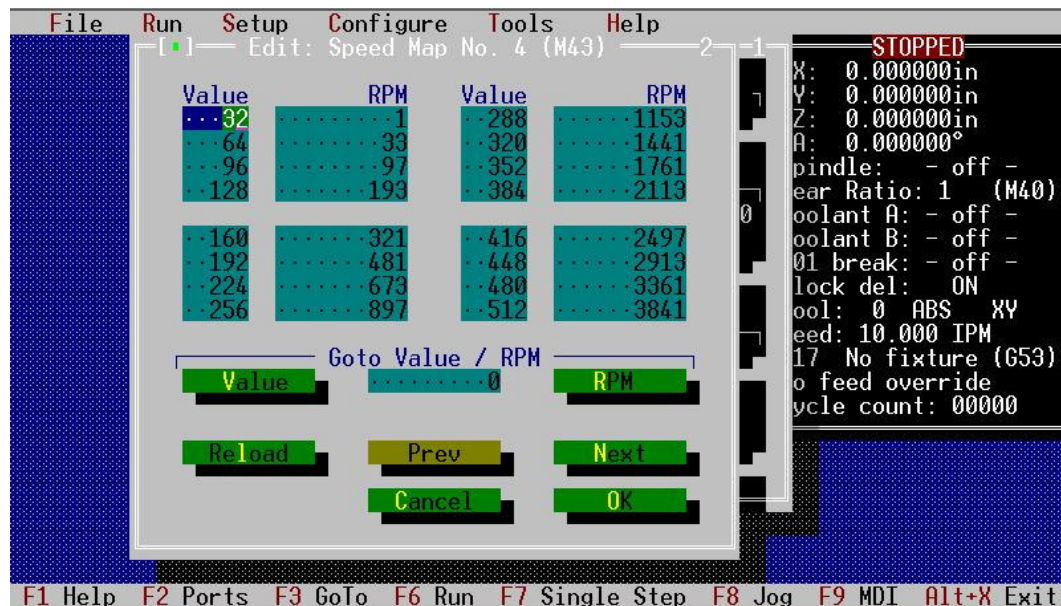 File Run Setup Configure Tools Help
[▪] Edit: Speed Map No. 4 (M43) 2 1
STOPPED
X: 0.000000in
Value RPM Value RPM
Y: 0.000000in
···32 ·········1 ··288 ······1153
Z: 0.000000in
···64 ········33 ··320 ······1441
A: 0.000000°
···96 ········97 ··352 ······1761
pindle: - off -
··128 ·······193 ··384 ······2113
ear Ratio: 1 (M40)
0
oolant A: - off -
··160 ·······321 ··416 ······2497
oolant B: - off -
··192 ·······481 ··448 ······2913
01 break: - off -
··224 ·······673 ··480 ······3361
lock del: ON
··256 ·······897 ··512 ······3841
ool: 0 ABS XY
eed: 10.000 IPM
Goto Value / RPM
17 No fixture (G53)
Value ·········0 RPM
o feed override
ycle count: 00000
Reload Prev Next
Cancel OK
F1 Help F2 Ports F3 GoTo F6 Run F7 Single Step F8 Jog F9 MDI Alt+X Exit